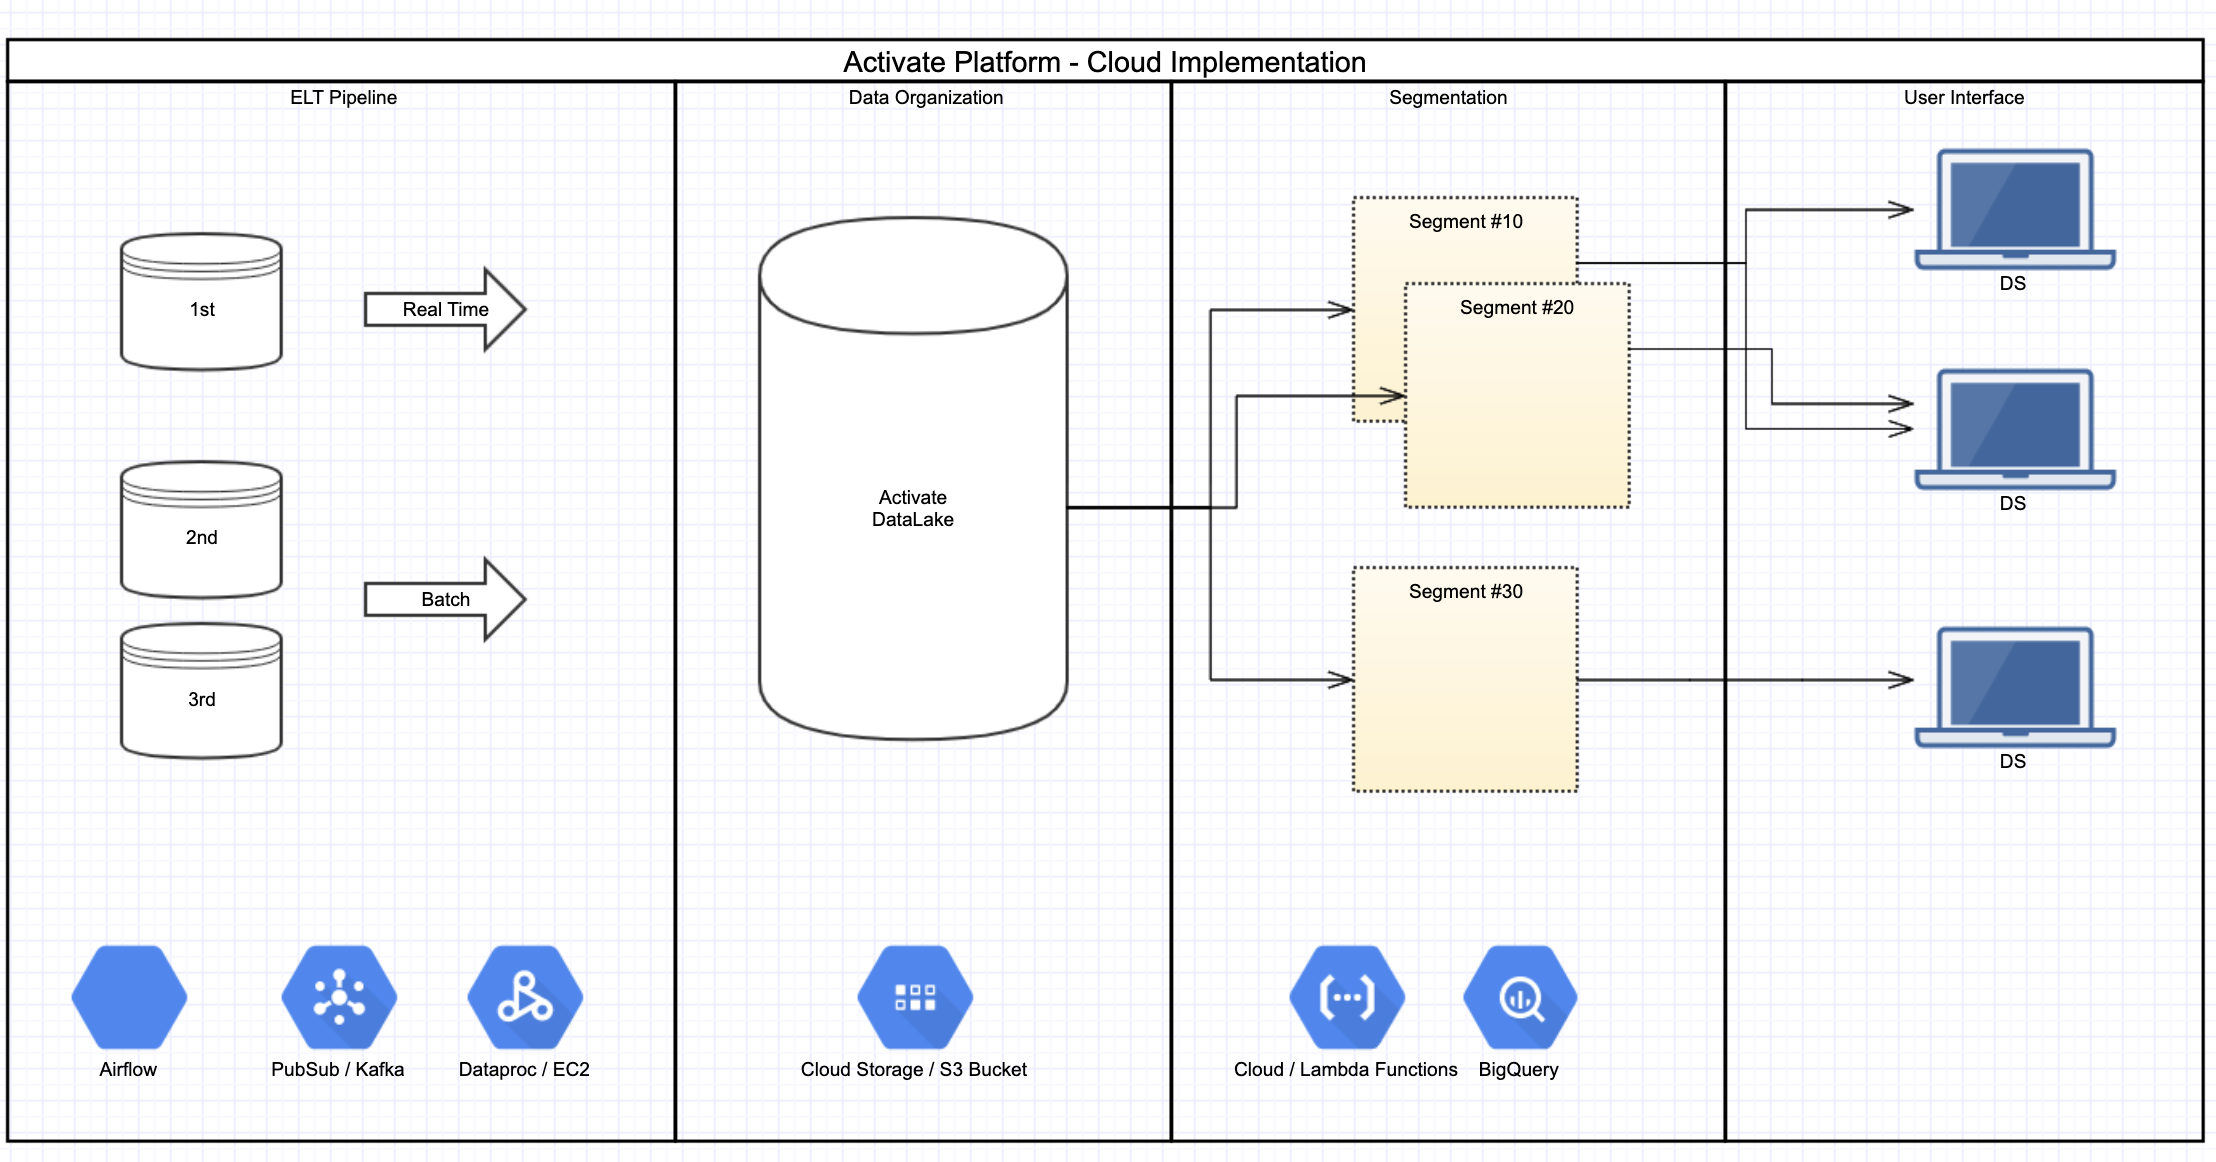 Activate Platform - Cloud Implementation
ELT Pipeline
Data Organization
Segmentation
User Interface
1st
Real Time
2nd
Batch
3rd
Activate
DataLake
Segment #10
Segment #20
Segment #30
DS
DS
DS
Airflow
PubSub / Kafka
Dataproc / EC2
Cloud Storage / S3 Bucket
Cloud / Lambda Functions
BigQuery